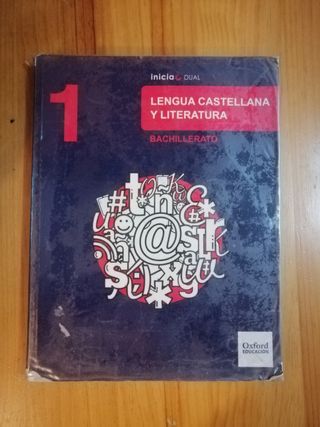 inicia DUAL
1
LENGUA CASTELLANA
Y LITERATURA
BACHILLERATO
@
Oxford
EDUCACIÓN